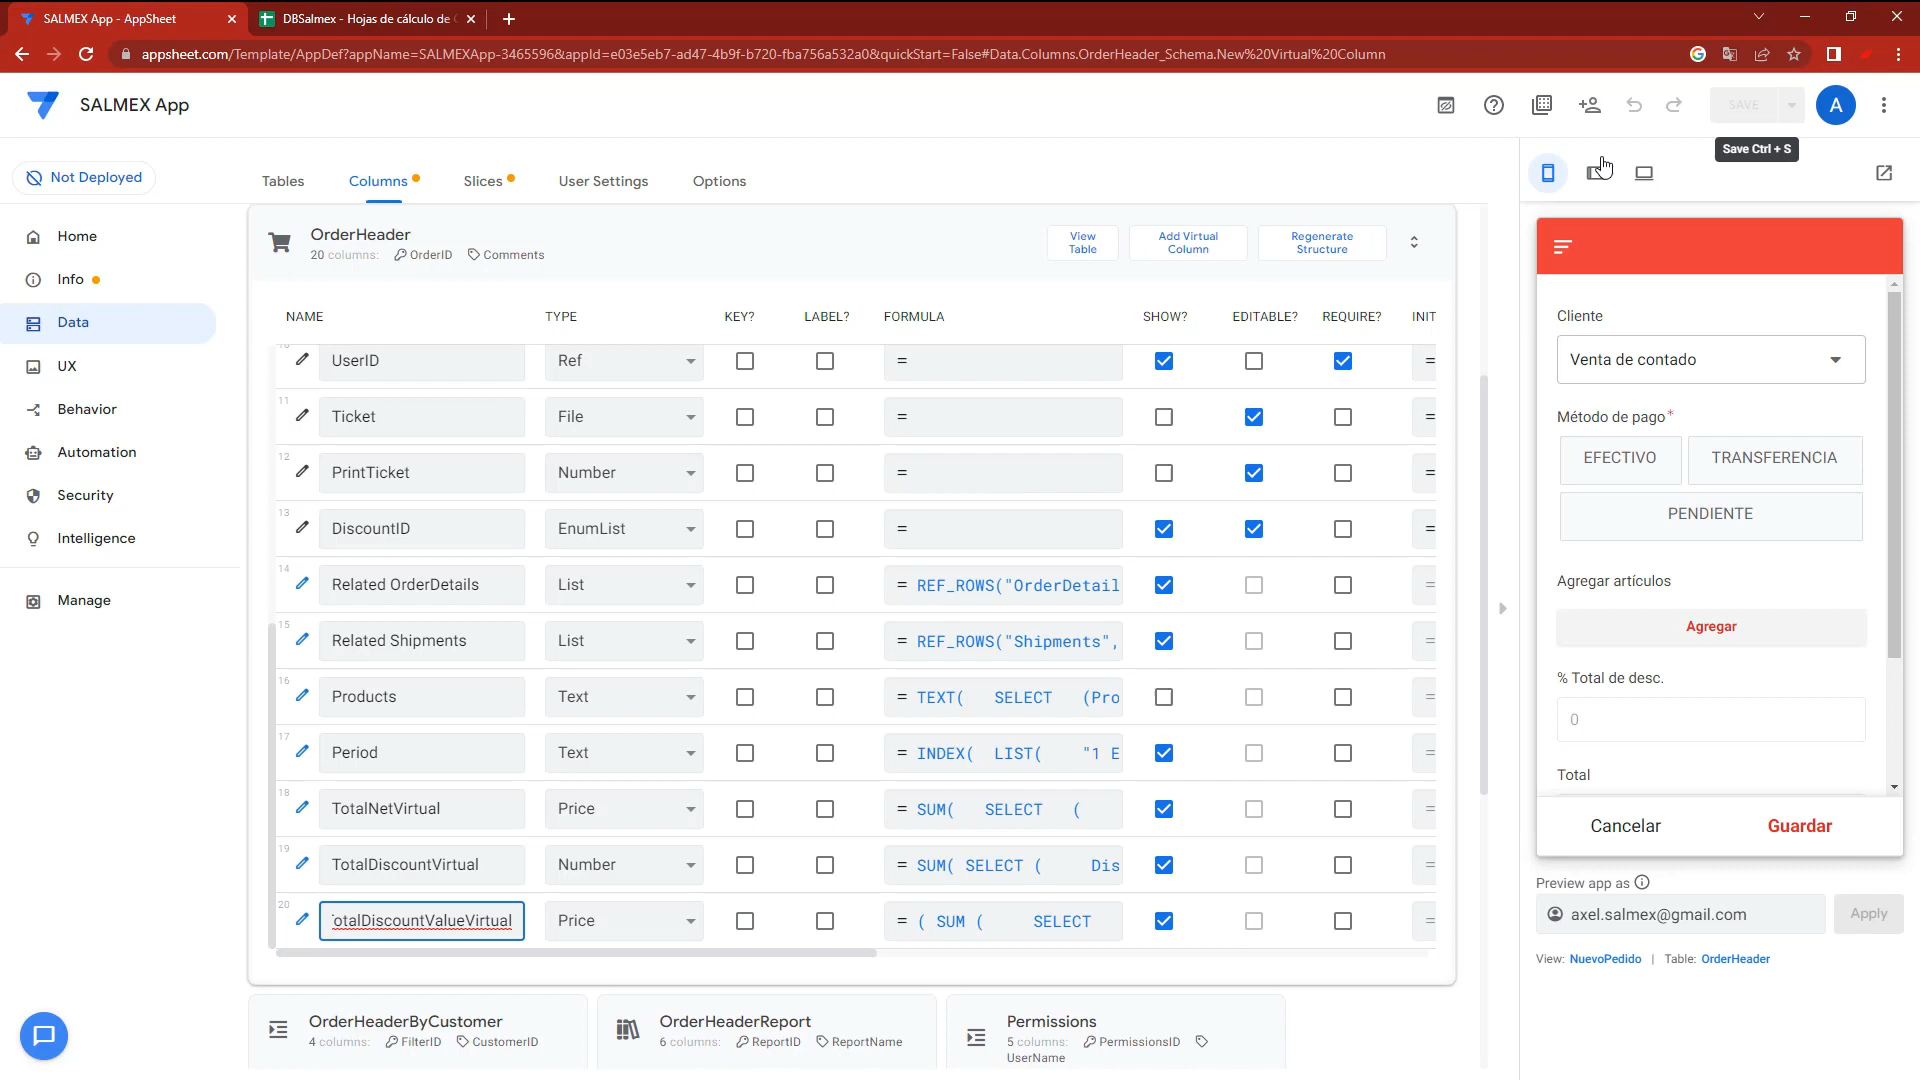 SALMEX App - AppSheet
DBSalmex - Hojas de cálculo de
appsheet.com/Template/AppDef?appName=SALMEXApp-3465596&appId=e03e5eb7-ad47-4b9f-b720-fba756a532a0&quickStart=False#Data.Columns.OrderHeader_Schema.New%20Virtual%20Column
SALMEX App
SAVE
A
Save Ctrl + S
Not Deployed
Tables
Columns
Slices
User Settings
Options
Home
Info
Data
UX
Behavior
Automation
Security
Intelligence
Manage
OrderHeader
20 columns: OrderID Comments
View Table
Add Virtual Column
Regenerate Structure
NAME TYPE KEY? LABEL? FORMULA SHOW? EDITABLE? REQUIRE? INIT
UserID Ref = =
11 Ticket File = =
12 PrintTicket Number = =
13 DiscountID EnumList = =
14 Related OrderDetails List = REF_ROWS("OrderDetail =
15 Related Shipments List = REF_ROWS("Shipments", =
16 Products Text = TEXT( SELECT (Pro =
17 Period Text = INDEX( LIST( "1 E =
18 TotalNetVirtual Price = SUM( SELECT ( =
19 TotalDiscountVirtual Number = SUM( SELECT ( Dis =
20 otalDiscountValueVirtual Price = ( SUM ( SELECT =
OrderHeaderByCustomer
4 columns: FilterID CustomerID
OrderHeaderReport
6 columns: ReportID ReportName
Permissions
5 columns: PermissionsID
UserName
Cliente
Venta de contado
Método de pago*
EFECTIVO
TRANSFERENCIA
PENDIENTE
Agregar artículos
Agregar
% Total de desc.
0
Total
Cancelar
Guardar
Preview app as
axel.salmex@gmail.com
Apply
View: NuevoPedido | Table: OrderHeader